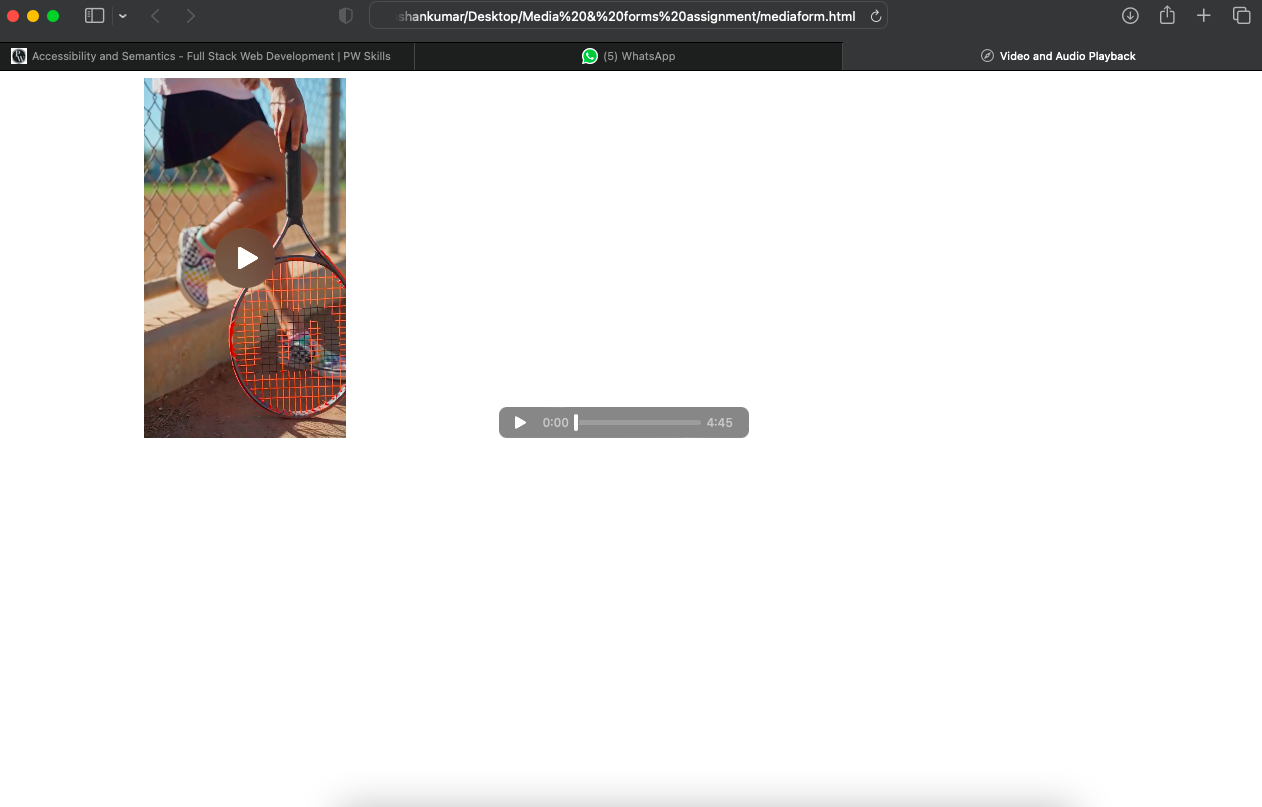 shankumar/Desktop/Media%20&%20forms%20assignment/mediaform.html
Accessibility and Semantics - Full Stack Web Development | PW Skills
(5) WhatsApp
Video and Audio Playback
0:00
4:45